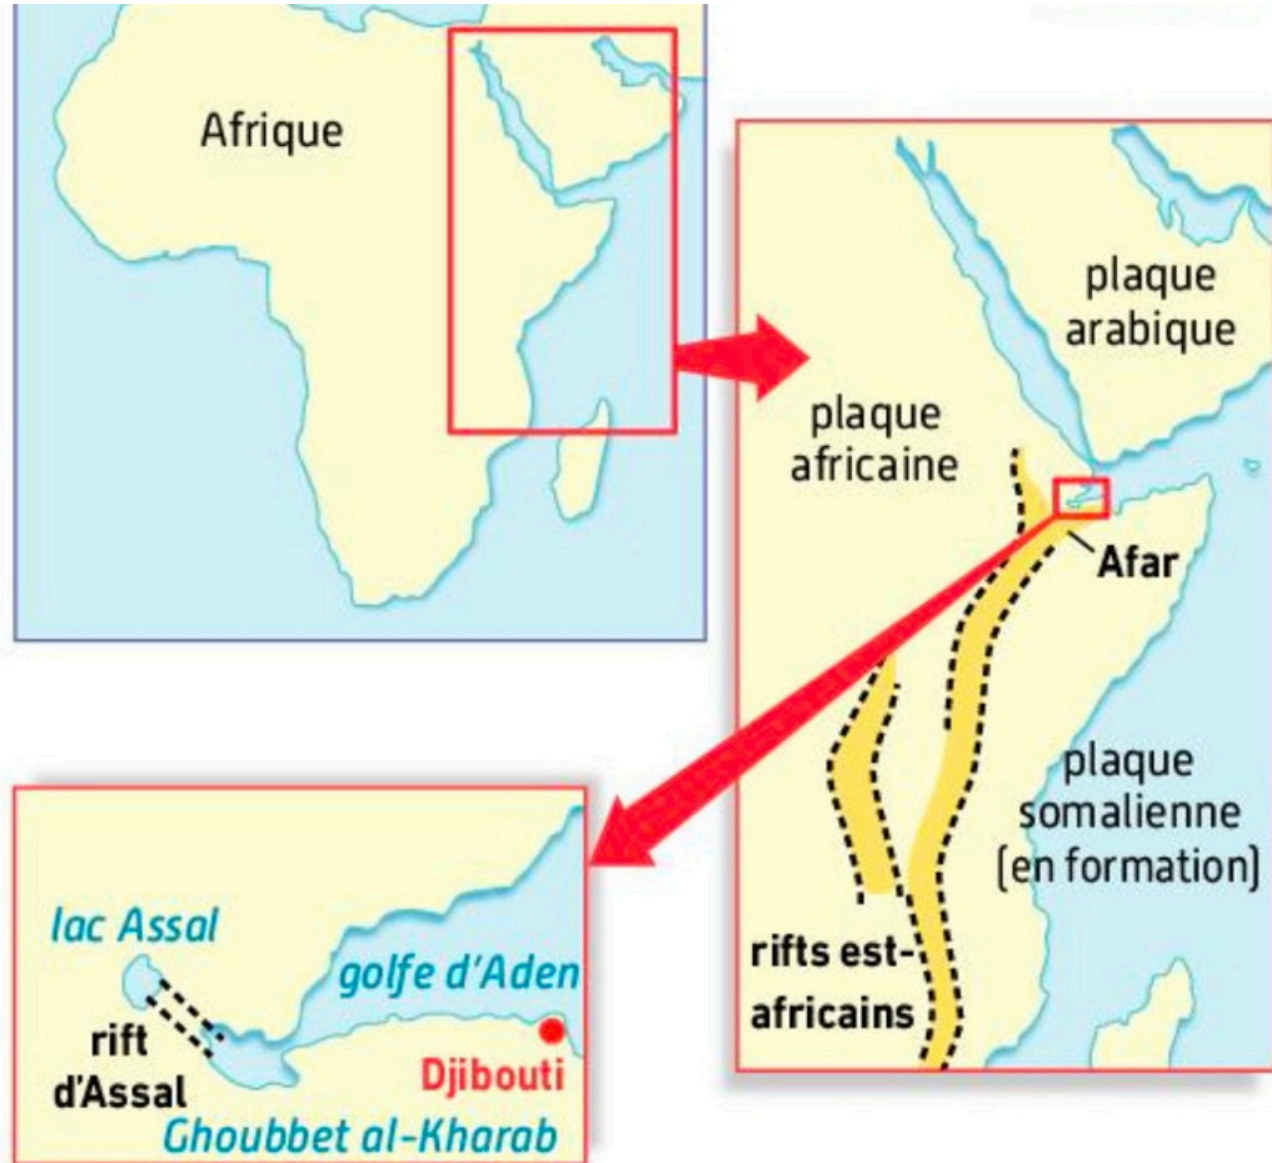 Afrique
plaque
arabique
plaque
africaine
Afar
plaque
somalienne
(en formation)
rifts est-
africains
lac Assal
golfe d'Aden
rift
d'Assal
Djibouti
Ghoubbet al-Kharab